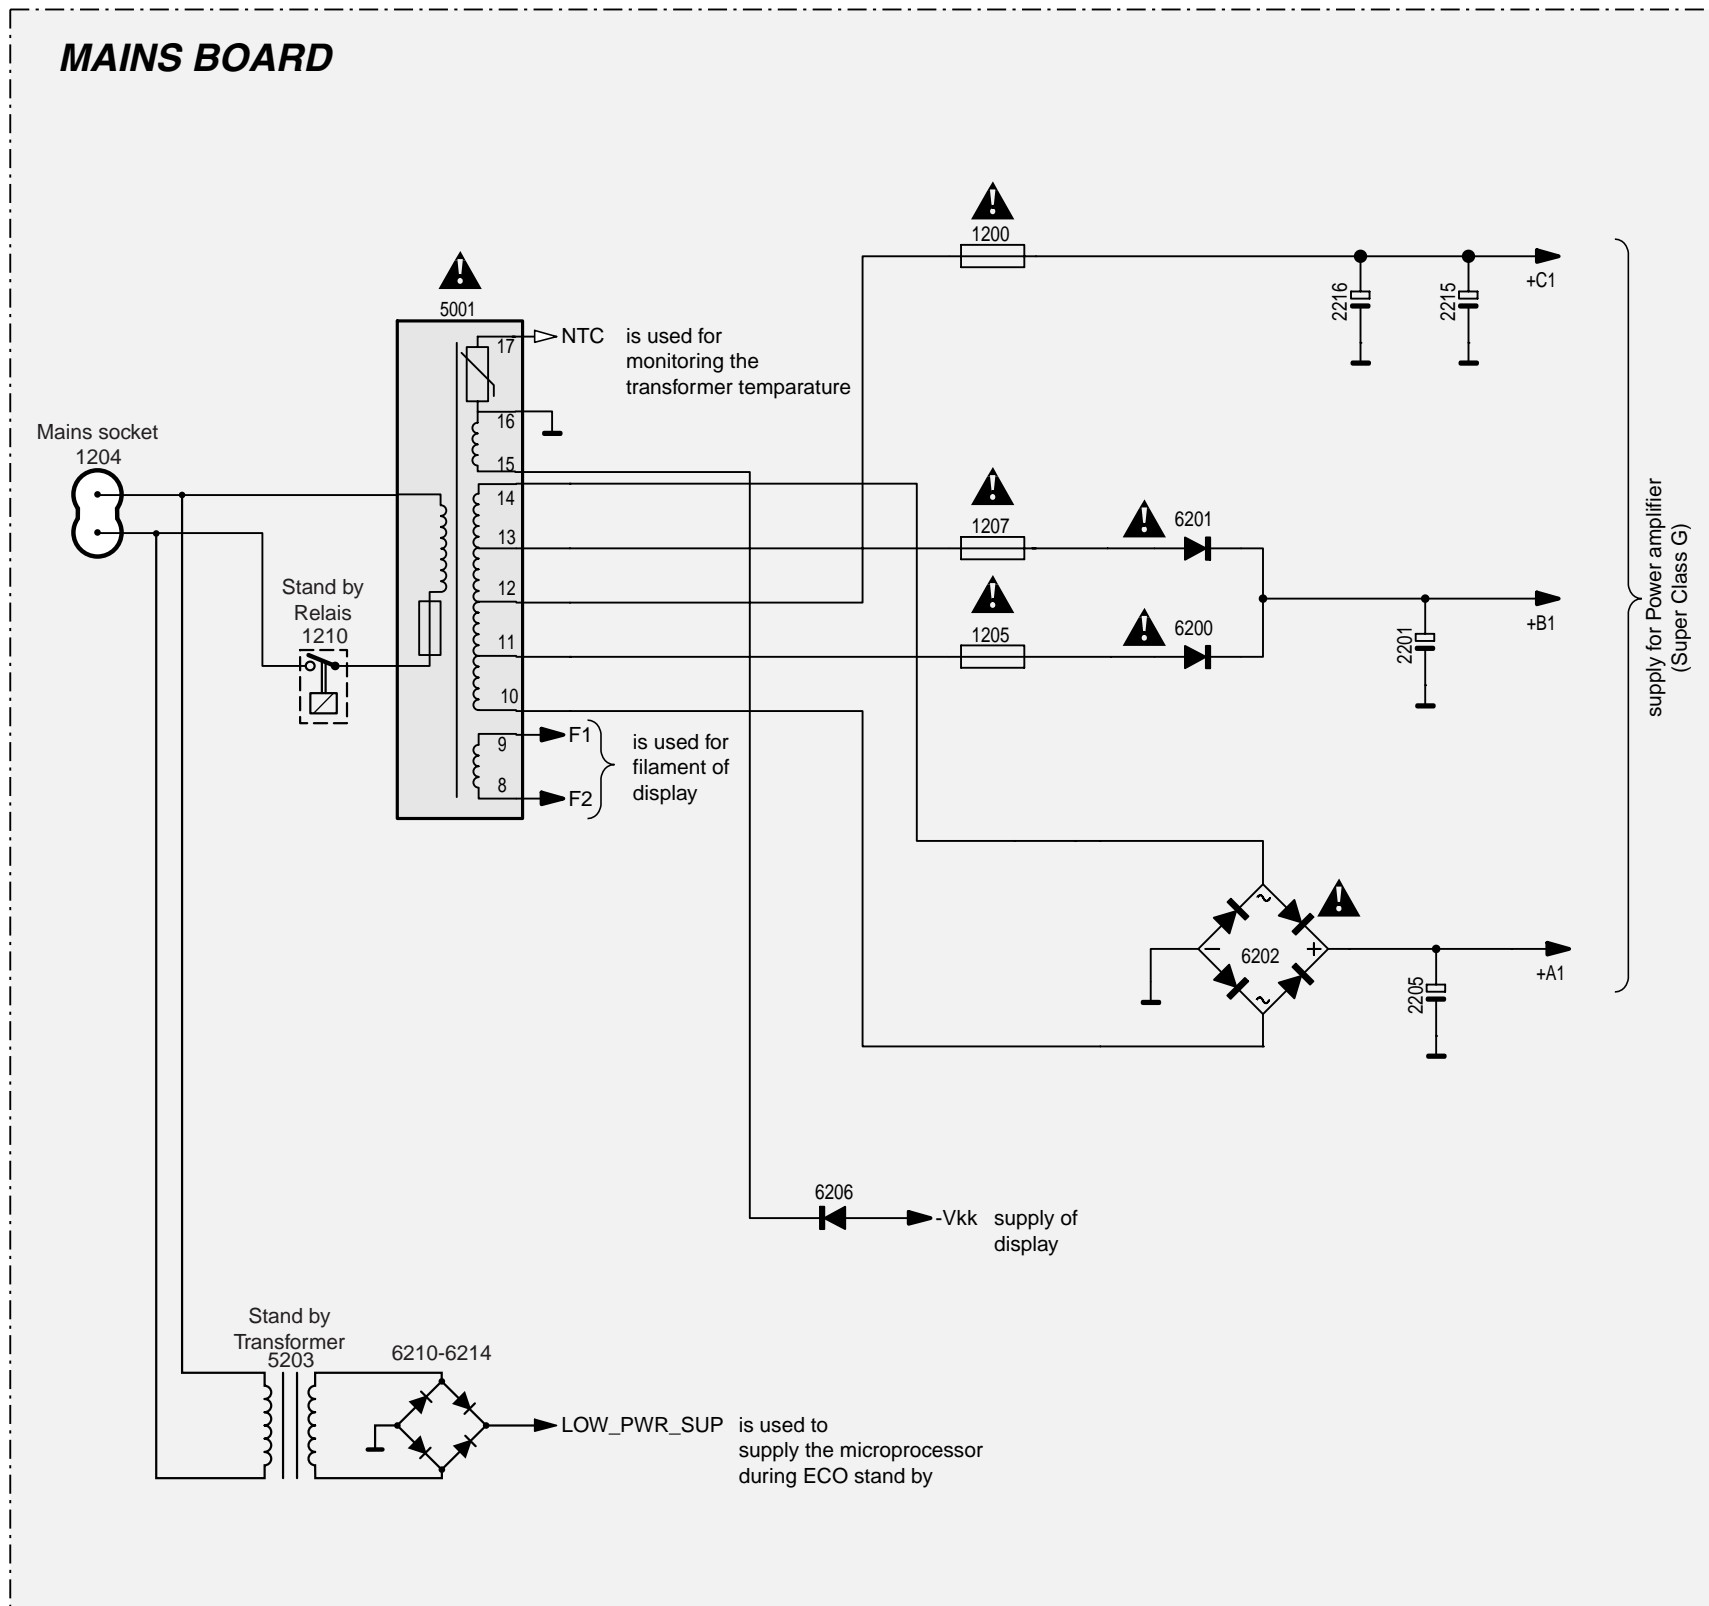 MAINS BOARD
1200
+C1
2216
2215
5001
17
NTC
is used for
monitoring the
transformer temparature
16
15
Mains socket
1204
14
13
12
11
10
9
8
1207
6201
1205
6200
+B1
2201
Stand by
Relais
1210
F1
F2
is used for
filament of
display
supply for Power amplifier
(Super Class G)
~
6202
− +
~
+A1
2205
6206
-Vkk
supply of
display
Stand by
Transformer
5203
6210-6214
LOW_PWR_SUP
is used to
supply the microprocessor
during ECO stand by